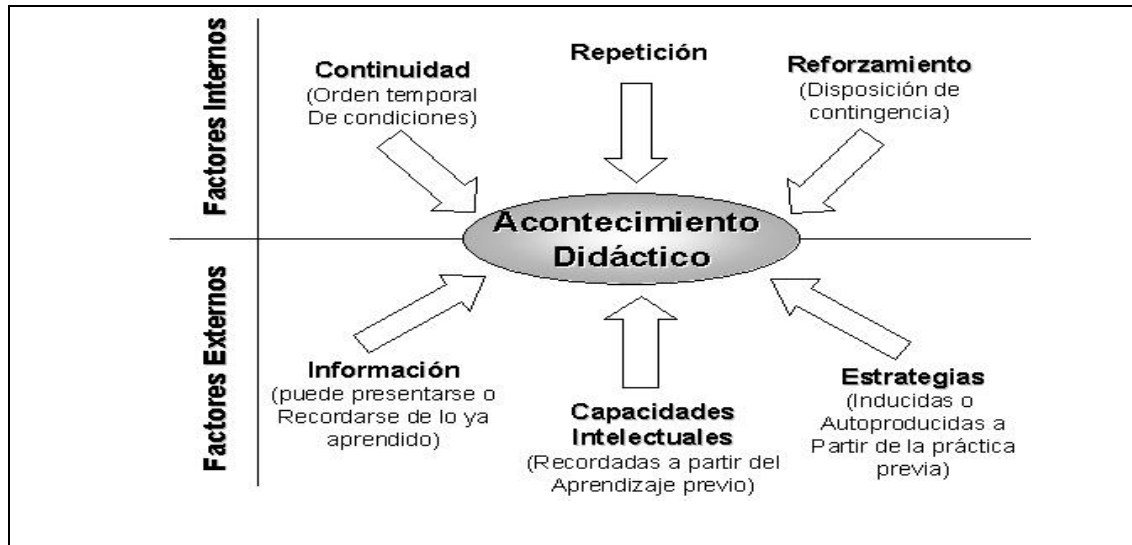 Factores Internos
Continuidad
(Orden temporal
De condiciones)
Repetición
Reforzamiento
(Disposición de
contingencia)
Acontecimiento
Didáctico
Factores Externos
Información
(puede presentarse o
Recordarse de lo ya
aprendido)
Capacidades
Intelectuales
(Recordadas a partir del
Aprendizaje previo)
Estrategias
(Inducidas o
Autoproducidas a
Partir de la práctica
previa)